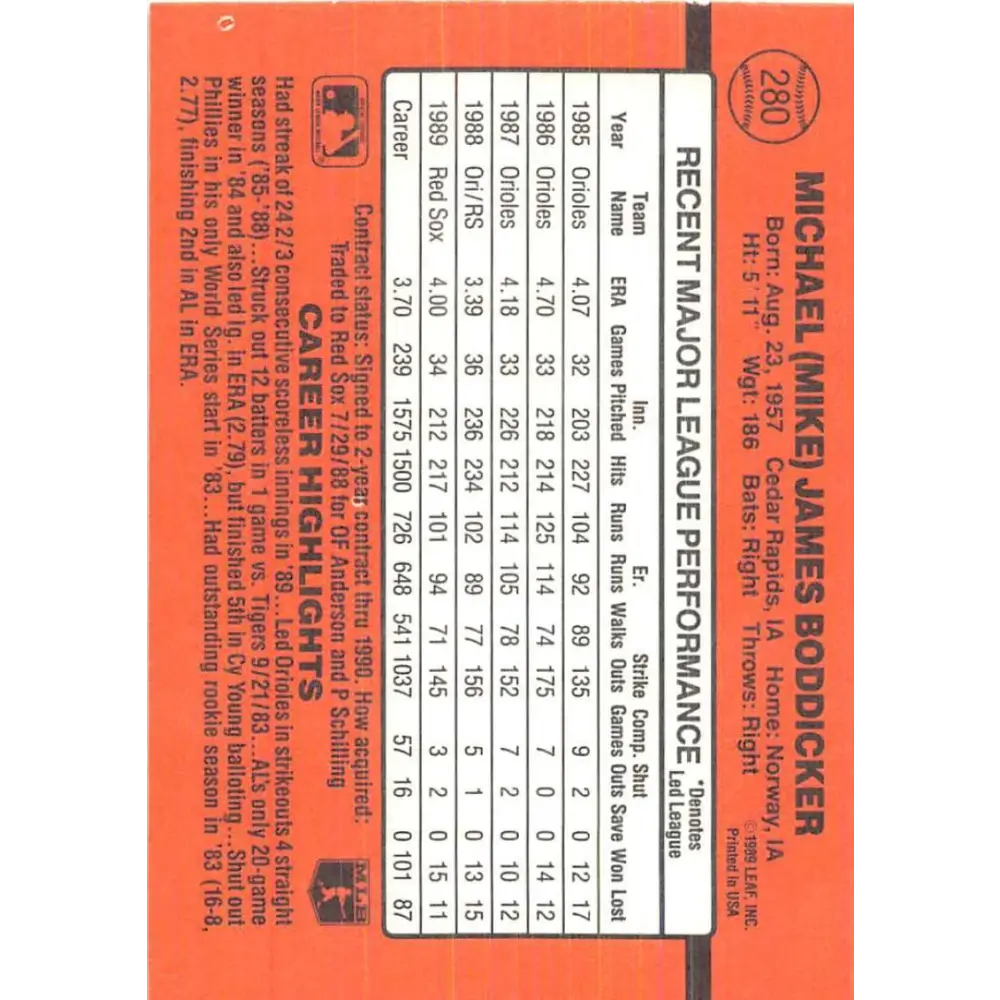 280
MICHAEL (MIKE) JAMES BODDICKER
Born: Aug. 23, 1957 Cedar Rapids, IA Home: Norway, IA
Ht: 5'11" Wgt: 186 Bats: Right Throws: Right
© 1989 LEAF, INC.
Printed in USA
RECENT MAJOR LEAGUE PERFORMANCE
*Denotes
Led League
Team Inn. Er. Strike Comp. Shut
Year Name ERA Games Pitched Hits Runs Runs Walks Outs Games Outs Save Won Lost
1985 Orioles 4.07 32 203 227 104 92 89 135 9 2 0 12 17
1986 Orioles 4.70 33 218 214 125 114 74 175 7 0 0 14 12
1987 Orioles 4.18 33 226 212 114 105 78 152 7 2 0 10 12
1988 Ori/RS 3.39 36 236 234 102 89 77 156 5 1 0 13 15
1989 Red Sox 4.00 34 212 217 101 94 71 145 3 2 0 15 11
Career 3.70 239 1575 1500 726 648 541 1037 57 16 0 101 87
Contract status: Signed to 2-year contract thru 1990. How acquired:
Traded to Red Sox 7/29/88 for OF Anderson and P Schilling
MLB
CAREER HIGHLIGHTS
Had streak of 24 2/3 consecutive scoreless innings in '89...Led Orioles in strikeouts 4 straight
seasons ('85-'88)...Struck out 12 batters in 1 game vs. Tigers 9/21/83...AL's only 20-game
winner in '84 and also led lg. in ERA (2.79), but finished 5th in Cy Young balloting...Shut out
Phillies in his only World Series start in '83...Had outstanding rookie season in '83 (16-8,
2.77), finishing 2nd in AL in ERA.